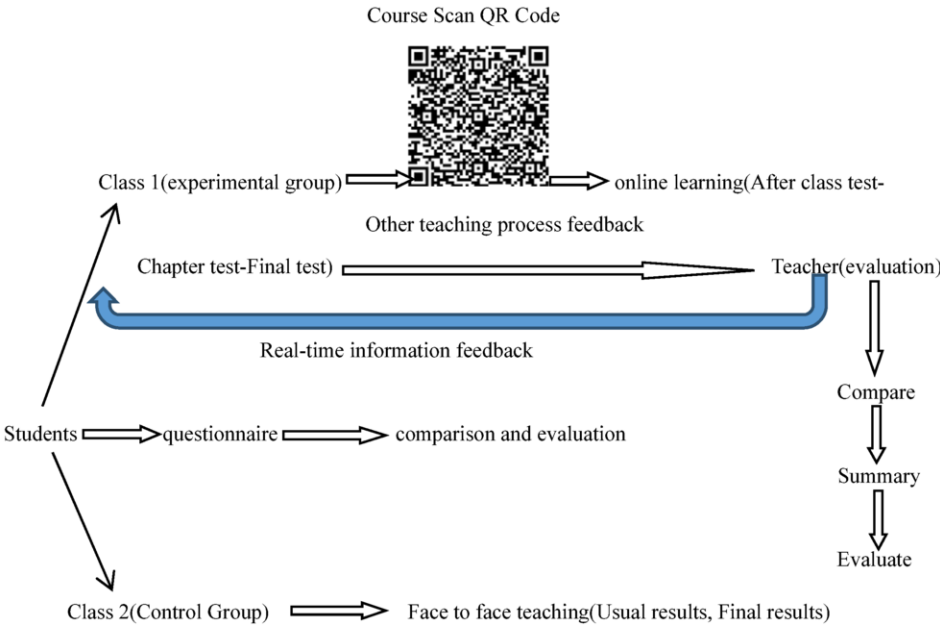 Course Scan QR Code
Class 1(experimental group)
online learning(After class test-
Other teaching process feedback
Chapter test-Final test)
Teacher(evaluation)
Real-time information feedback
Compare
Students
questionnaire
comparison and evaluation
Summary
Evaluate
Class 2(Control Group)
Face to face teaching(Usual results, Final results)